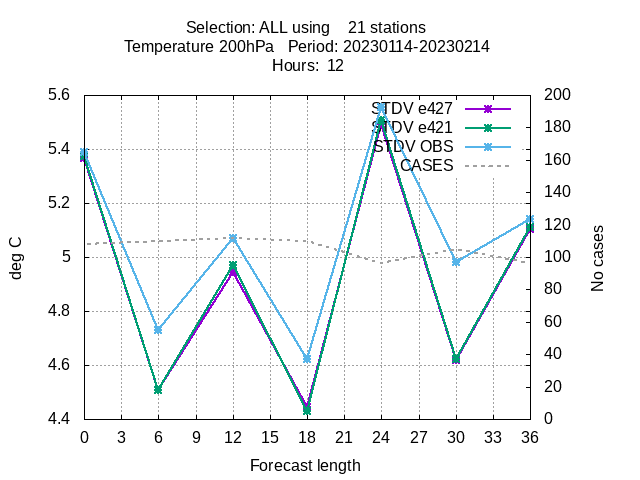 Selection: ALL using 21 stations
Temperature 200hPa Period: 20230114-20230214
Hours: 12
5.6
5.4
5.2
5
4.8
4.6
4.4
deg C
200
180
160
140
120
100
80
60
40
20
0
No cases
STDV e427
STDV e421
STDV OBS
CASES
0 3 6 9 12 15 18 21 24 27 30 33 36
Forecast length